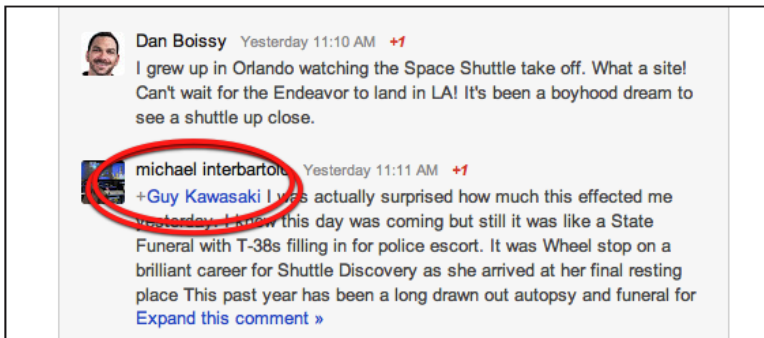 Dan Boissy Yesterday 11:10 AM +1
I grew up in Orlando watching the Space Shuttle take off. What a site!
Can't wait for the Endeavor to land in LA! It's been a boyhood dream to
see a shuttle up close.
michael interbartolo Yesterday 11:11 AM +1
+Guy Kawasaki I was actually surprised how much this effected me
yesterday. I knew this day was coming but still it was like a State
Funeral with T-38s filling in for police escort. It was Wheel stop on a
brilliant career for Shuttle Discovery as she arrived at her final resting
place This past year has been a long drawn out autopsy and funeral for
Expand this comment »